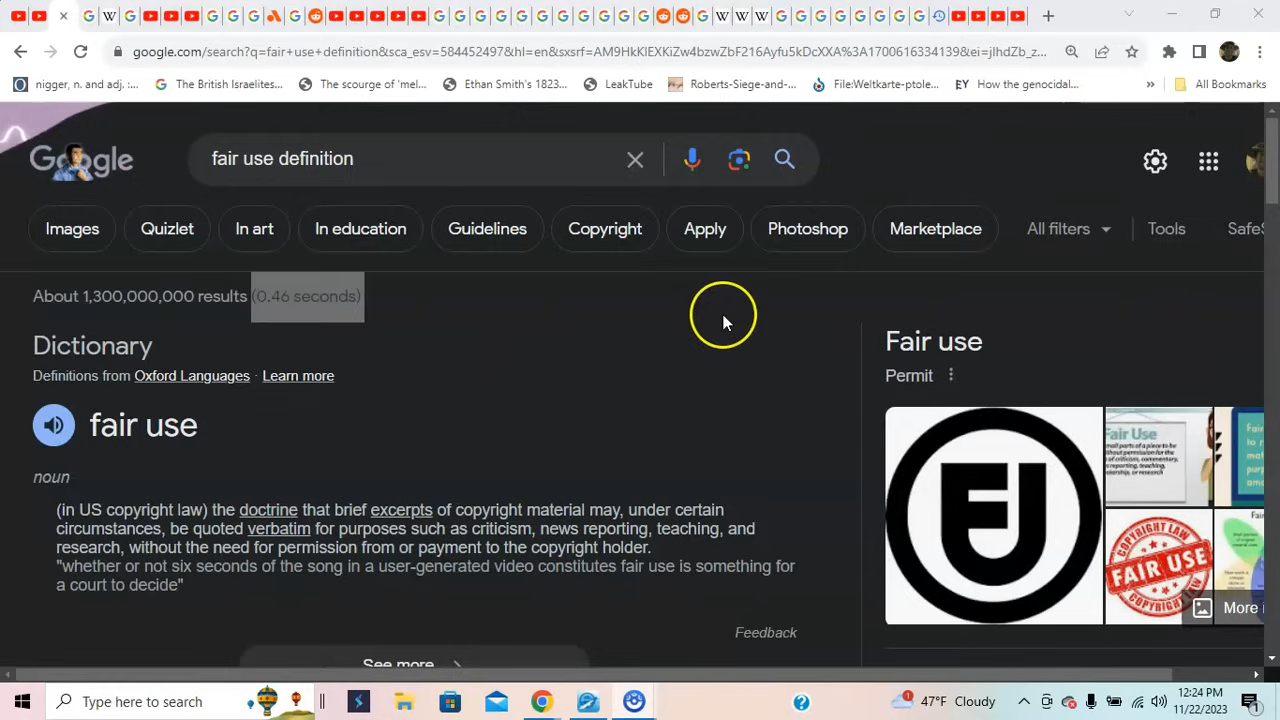 google.com/search?q=fair+use+definition&sca_esv=584452497&hl=en&sxsrf=AM9HkKlEXKiZw4bzwZbF216Ayfu5kDcXXA%3A1700616334139&ei=jlhdZb_z...
nigger, n. and adj. :...
The British Israelites...
The scourge of 'mel...
Ethan Smith's 1823...
LeakTube
Roberts-Siege-and-...
File:Weltkarte-ptole...
EY How the genocidal...
»
All Bookmarks
Google
fair use definition
Images
Quizlet
In art
In education
Guidelines
Copyright
Apply
Photoshop
Marketplace
All filters
Tools
SafeS
About 1,300,000,000 results (0.46 seconds)
Dictionary
Definitions from Oxford Languages · Learn more
fair use
noun
(in US copyright law) the doctrine that brief excerpts of copyright material may, under certain
circumstances, be quoted verbatim for purposes such as criticism, news reporting, teaching, and
research, without the need for permission from or payment to the copyright holder.
"whether or not six seconds of the song in a user-generated video constitutes fair use is something for
a court to decide"
Feedback
See more
Fair use
Permit
Fair Use
COPYRIGHT LAW
FAIR USE
COPYRIGHT LAW
More i
Type here to search
47°F Cloudy
12:24 PM
11/22/2023